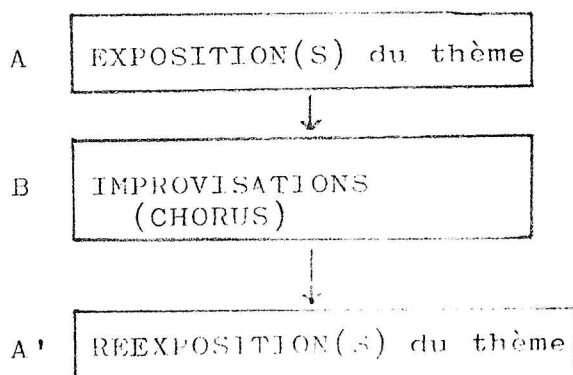 A EXPOSITION(S) du thème
B IMPROVISATIONS
(CHORUS)
A' REEXPOSITION(s) du thème